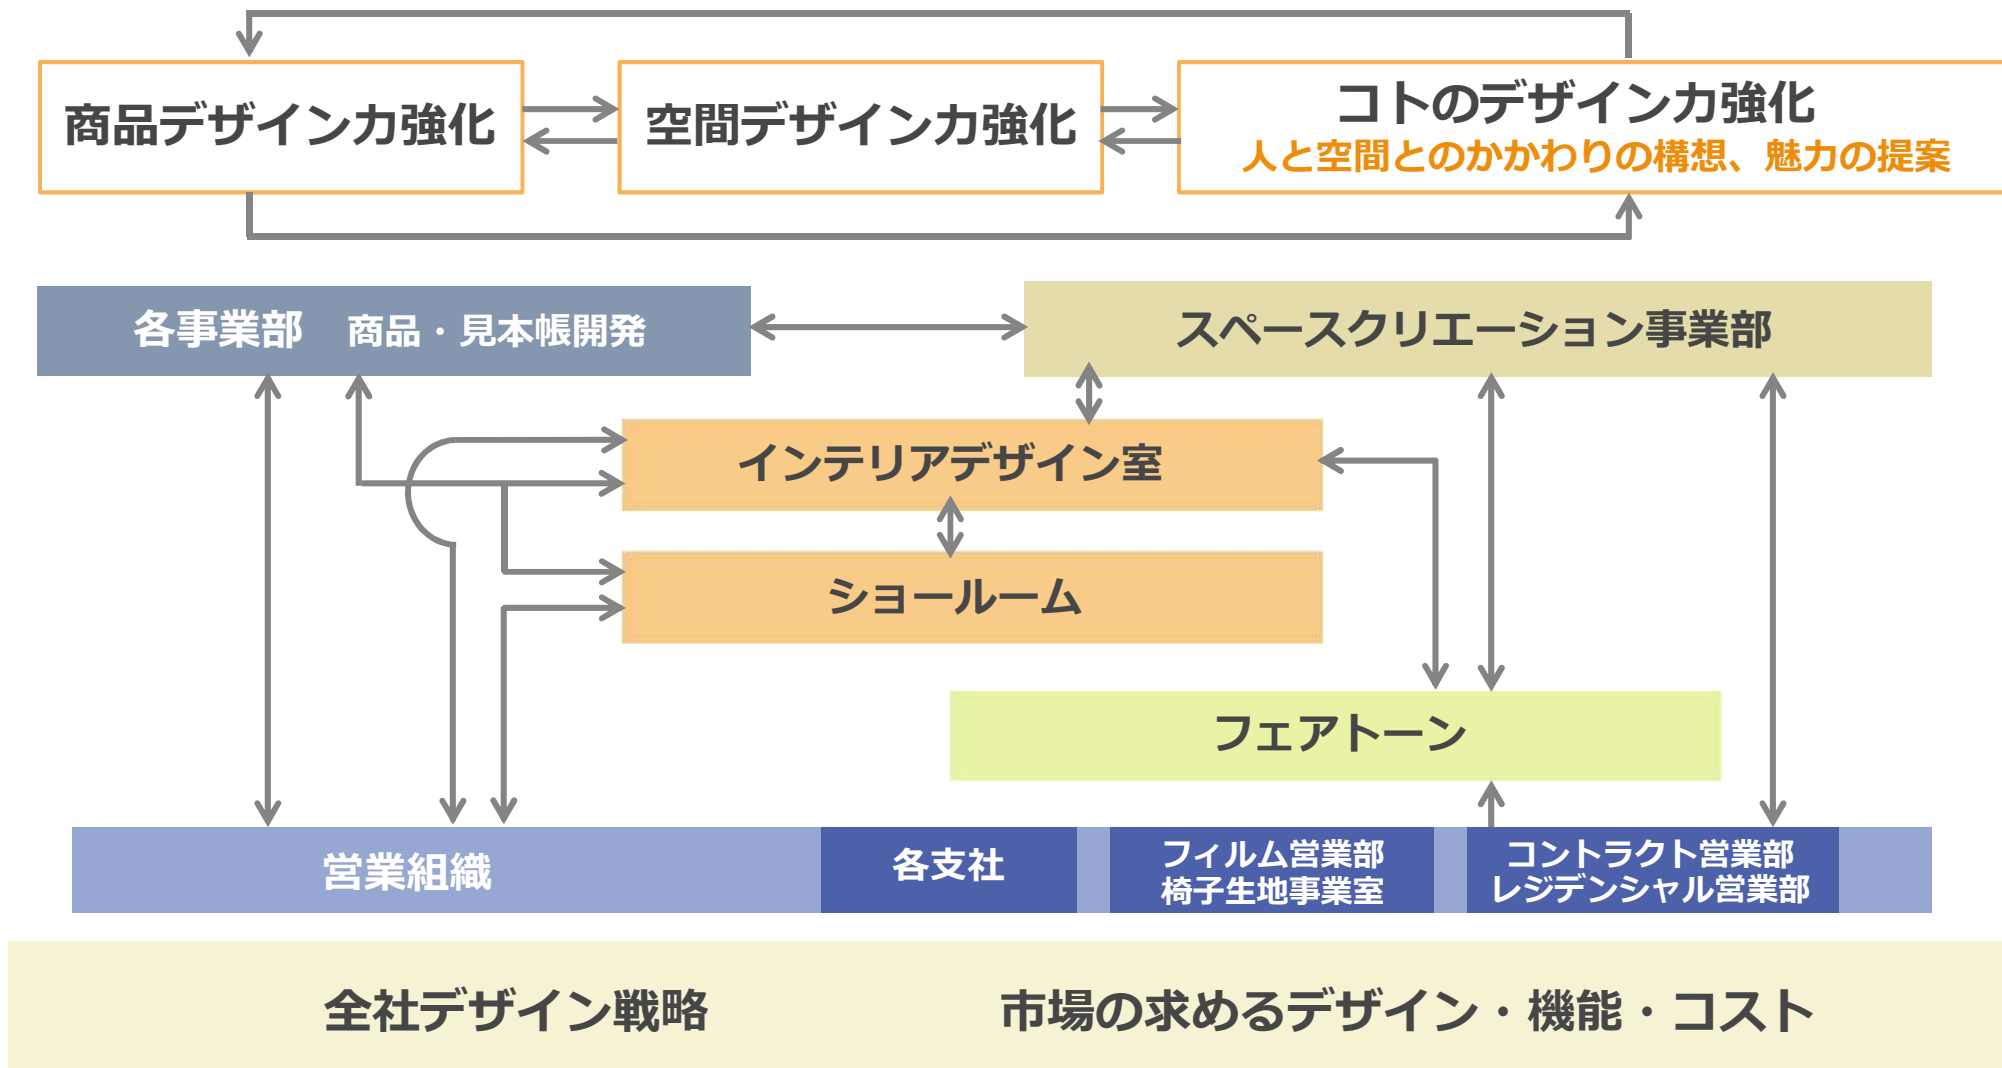 商品デザイン力強化
空間デザイン力強化
コトのデザイン力強化
人と空間とのかかわりの構想、魅力の提案
各事業部 商品・見本帳開発
スペースクリエーション事業部
インテリアデザイン室
ショールーム
フェアトーン
営業組織
各支社
フィルム営業部
椅子生地事業室
コントラクト営業部
レジデンシャル営業部
全社デザイン戦略
市場の求めるデザイン・機能・コスト